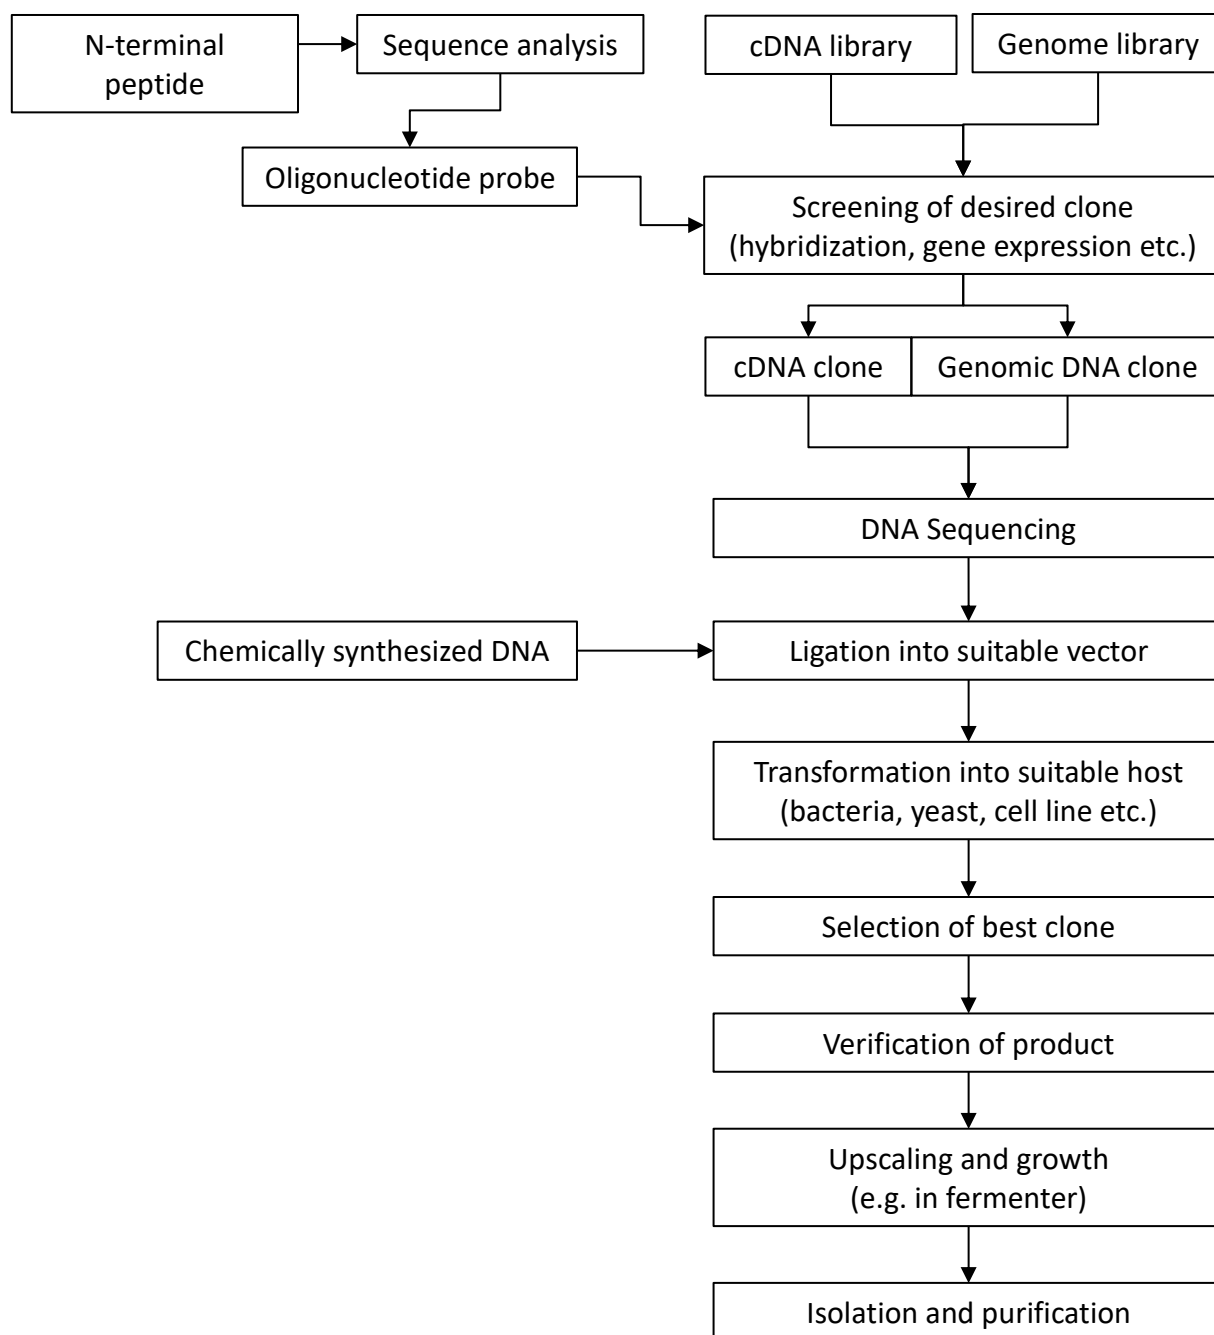 N-terminal
peptide
Sequence analysis
cDNA library
Genome library
Oligonucleotide probe
Screening of desired clone
(hybridization, gene expression etc.)
cDNA clone
Genomic DNA clone
DNA Sequencing
Chemically synthesized DNA
Ligation into suitable vector
Transformation into suitable host
(bacteria, yeast, cell line etc.)
Selection of best clone
Verification of product
Upscaling and growth
(e.g. in fermenter)
Isolation and purification